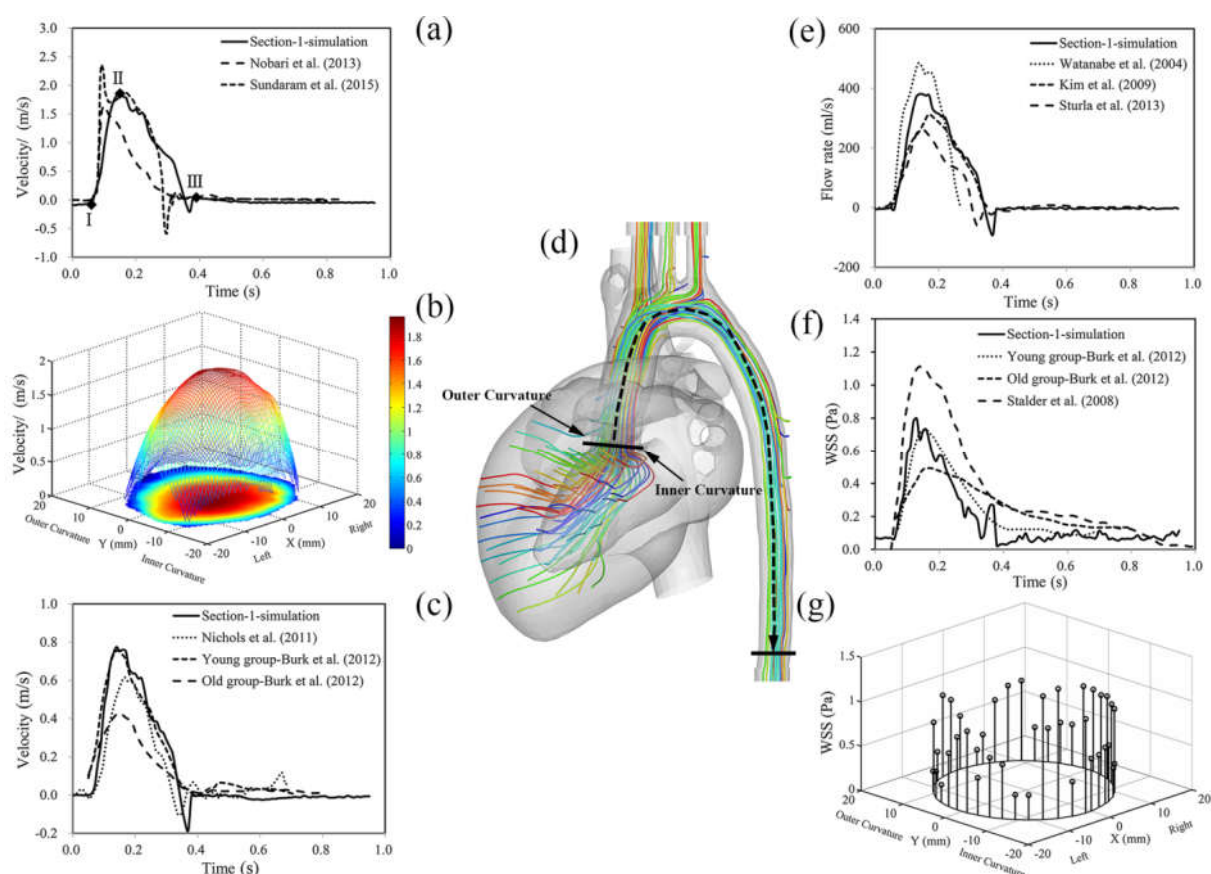 (a)
3.0
2.5
2.0
1.5
1.0
0.5
0.0
-0.5
-1.0
Velocity/ (m/s)
Section-1-simulation
Nobari et al. (2013)
Sundaram et al. (2015)
I
II
III
0.0 0.2 0.4 0.6 0.8 1.0
Time (s)
(b)
2
1.5
1
0.5
0
Velocity/ (m/s)
20
10
0
-10
-20
Outer Curvature
Y (mm)
Inner Curvature
-20
-10
0
10
20
Left
X (mm)
Right
1.8
1.6
1.4
1.2
1
0.8
0.6
0.4
0.2
0
(c)
1.0
0.8
0.6
0.4
0.2
0.0
-0.2
Velocity (m/s)
Section-1-simulation
Nichols et al. (2011)
Young group-Burk et al. (2012)
Old group-Burk et al. (2012)
0.0 0.2 0.4 0.6 0.8 1.0
Time (s)
(d)
Outer Curvature
Inner Curvature
(e)
600
400
200
0
-200
Flow rate (ml/s)
Section-1-simulation
Watanabe et al. (2004)
Kim et al. (2009)
Sturla et al. (2013)
0.0 0.2 0.4 0.6 0.8 1.0
Time (s)
(f)
1.4
1.2
1.0
0.8
0.6
0.4
0.2
0.0
WSS (Pa)
Section-1-simulation
Young group-Burk et al. (2012)
Old group-Burk et al. (2012)
Stalder et al. (2008)
0.0 0.2 0.4 0.6 0.8 1.0
Time (s)
(g)
1.5
1
0.5
0
WSS (Pa)
20
10
0
-10
-20
Outer Curvature
Y (mm)
Inner Curvature
-20
-10
0
10
20
Left
X (mm)
Right